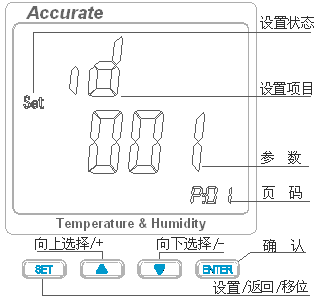 Accurate
设置状态
id
设置项目
Set
001
参 数
P:01
页 码
Temperature & Humidity
向上选择/+
向下选择/-
确 认
SET
ENTER
设置/返回/移位